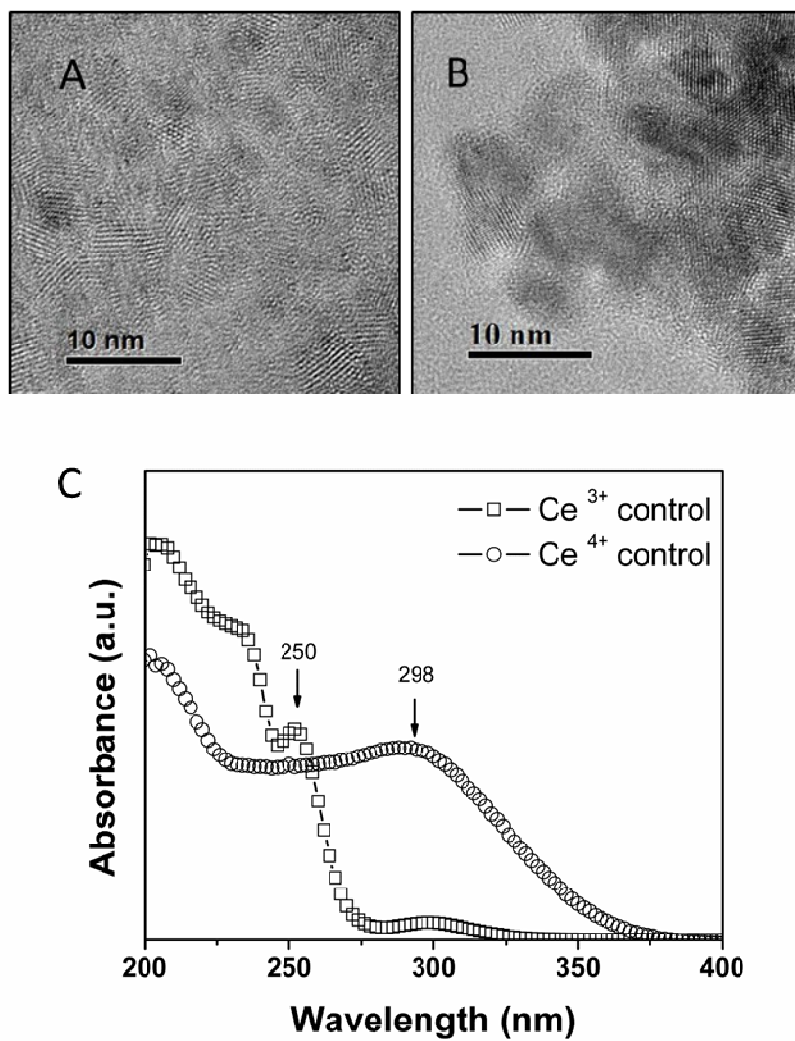 A
B
10 nm
10 nm
C
Ce 3+ control
Ce 4+ control
250
298
Absorbance (a.u.)
200
250
300
350
400
Wavelength (nm)